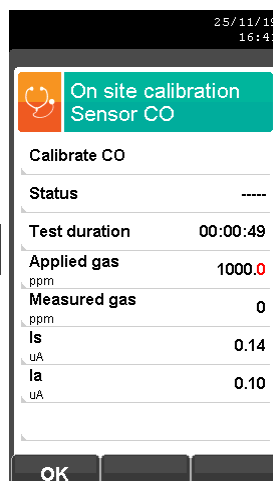 25/11/19
16:41
On site calibration
Sensor CO
Calibrate CO
Status -----
Test duration 00:00:49
Applied gas 1000.0
ppm
Measured gas 0
ppm
Is 0.14
uA
Ia 0.10
uA
OK